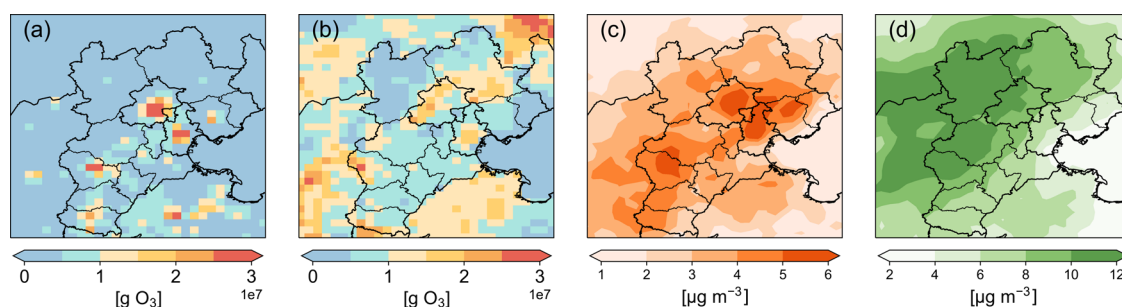 (a) (b) (c) (d)
0 1 2 3 0 1 2 3 1 2 3 4 5 6 2 4 6 8 10 12
1e7 1e7
[g O₃] [g O₃] [µg m⁻³] [µg m⁻³]